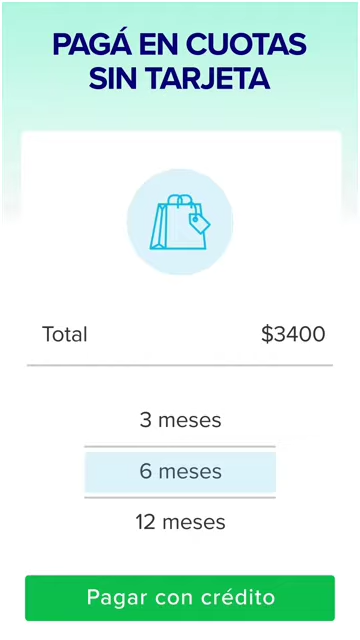 PAGÁ EN CUOTAS
SIN TARJETA
Total $3400
3 meses
6 meses
12 meses
Pagar con crédito